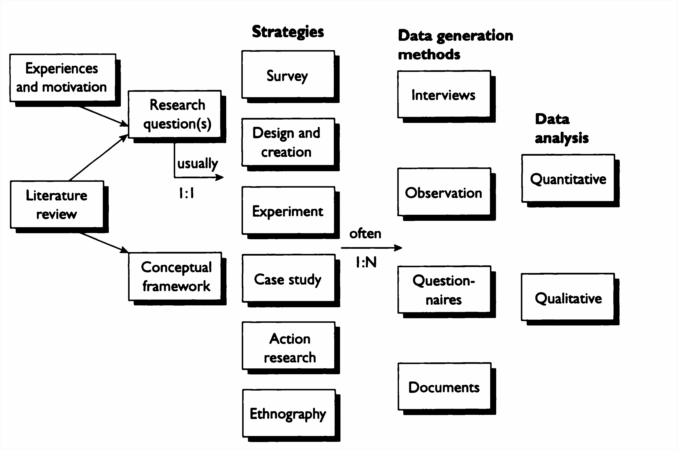 Experiences
and motivation
Literature
review
Research
question(s)
usually
1:1
Conceptual
framework
Strategies
Survey
Design and
creation
Experiment
Case study
Action
research
Ethnography
often
1:N
Data generation
methods
Interviews
Observation
Question-
naires
Documents
Data
analysis
Quantitative
Qualitative